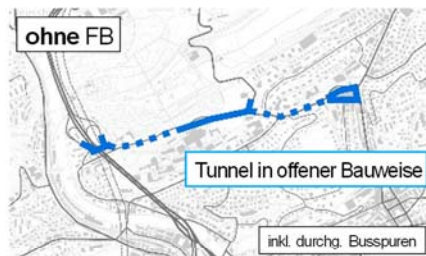 ohne FB
Tunnel in offener Bauweise
inkl. durchg. Busspuren